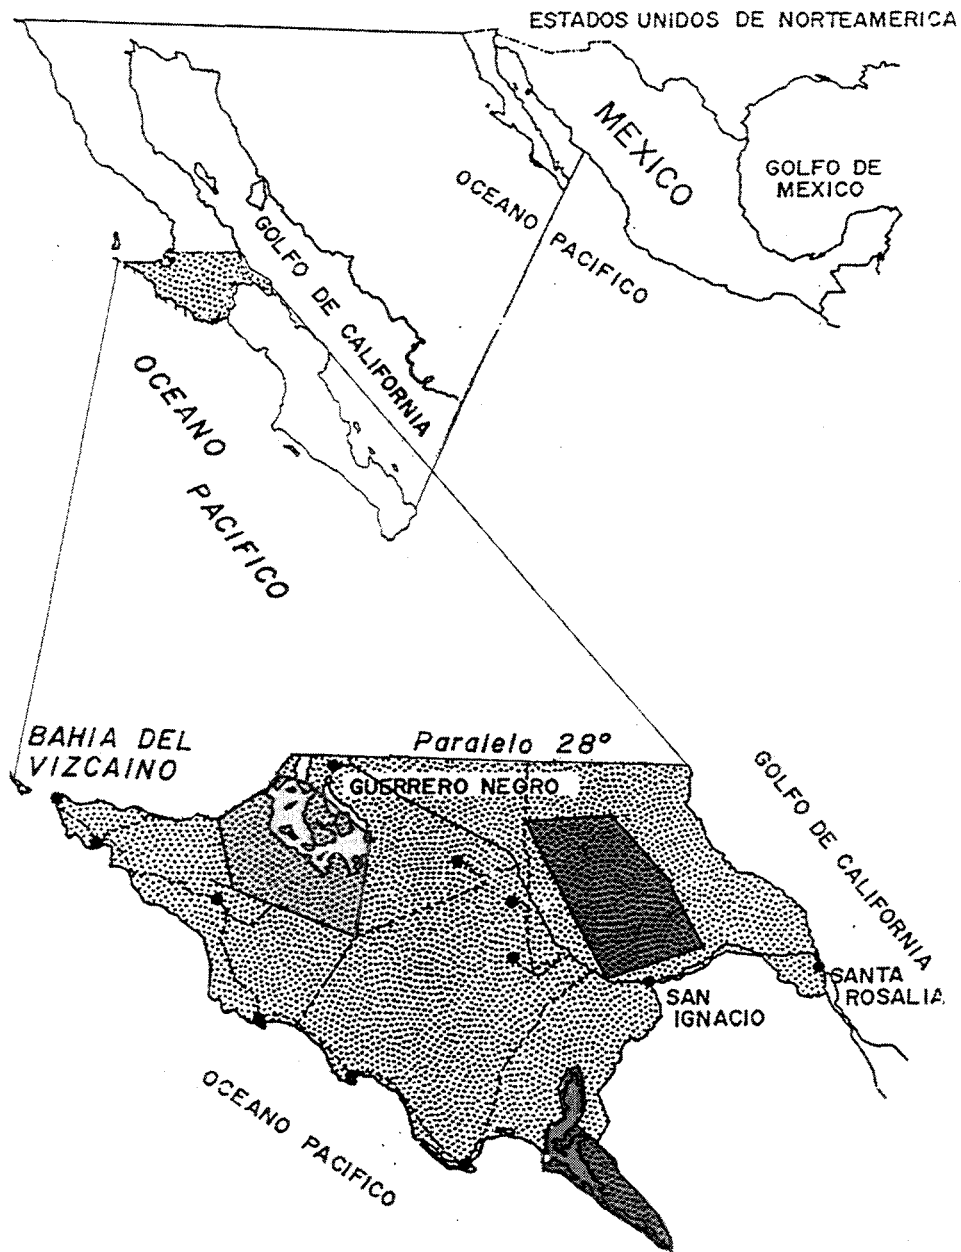 ESTADOS UNIDOS DE NORTEAMERICA
MEXICO
GOLFO DE
MEXICO
OCEANO PACIFICO
GOLFO DE CALIFORNIA
OCEANO PACIFICO
BAHIA DEL
VIZCAINO
Paralelo 28º
GUERRERO NEGRO
GOLFO DE CALIFORNIA
SANTA
ROSALIA
SAN
IGNACIO
OCEANO PACIFICO